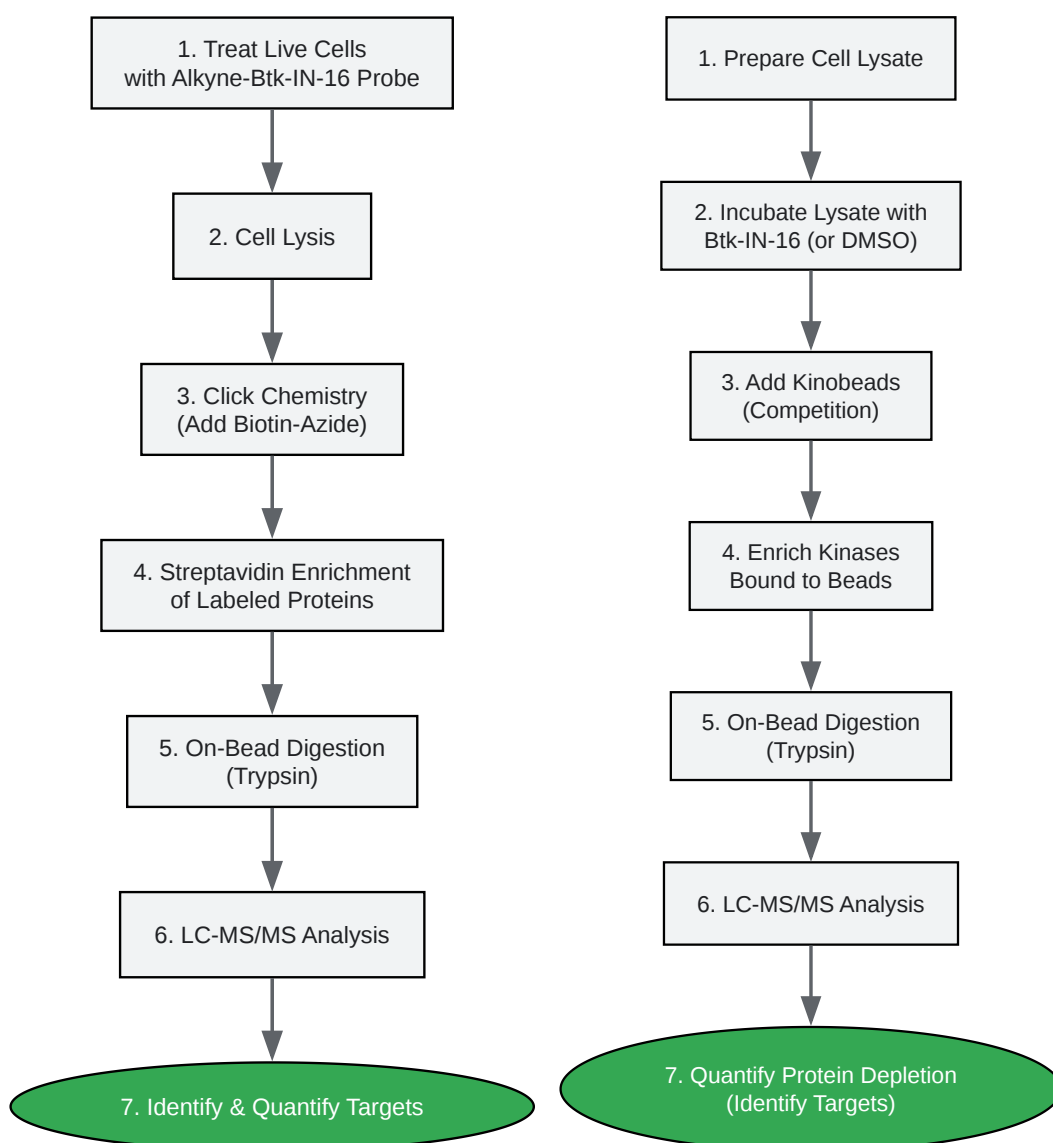 1. Treat Live Cells
with Alkyne-Btk-IN-16 Probe
2. Cell Lysis
3. Click Chemistry
(Add Biotin-Azide)
4. Streptavidin Enrichment
of Labeled Proteins
5. On-Bead Digestion
(Trypsin)
6. LC-MS/MS Analysis
7. Identify & Quantify Targets
1. Prepare Cell Lysate
2. Incubate Lysate with
Btk-IN-16 (or DMSO)
3. Add Kinobeads
(Competition)
4. Enrich Kinases
Bound to Beads
5. On-Bead Digestion
(Trypsin)
6. LC-MS/MS Analysis
7. Quantify Protein Depletion
(Identify Targets)